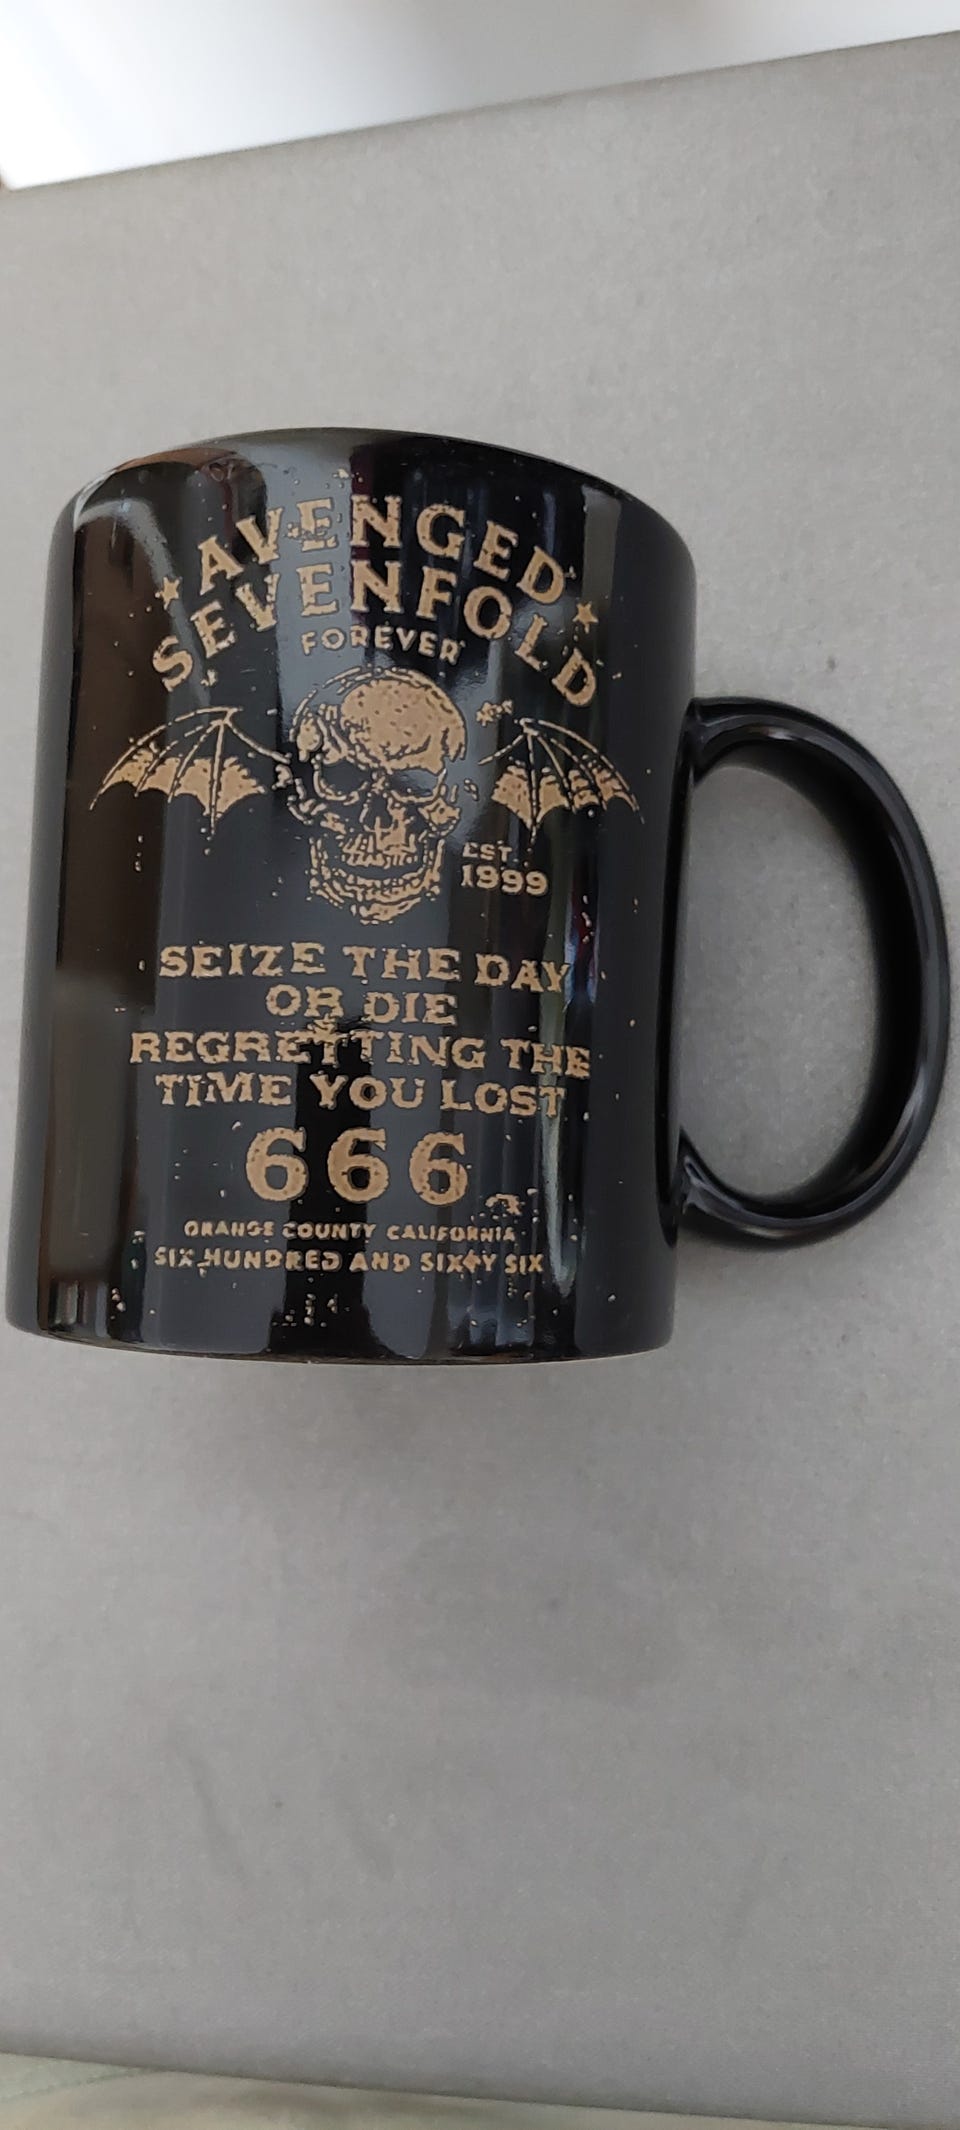 AVENGED
SEVENFOLD
FOREVER
EST.
1999
SEIZE THE DAY
OR DIE
REGRETTING THE
TIME YOU LOST
666
ORANGE COUNTY CALIFORNIA
SIX HUNDRED AND SIXTY SIX